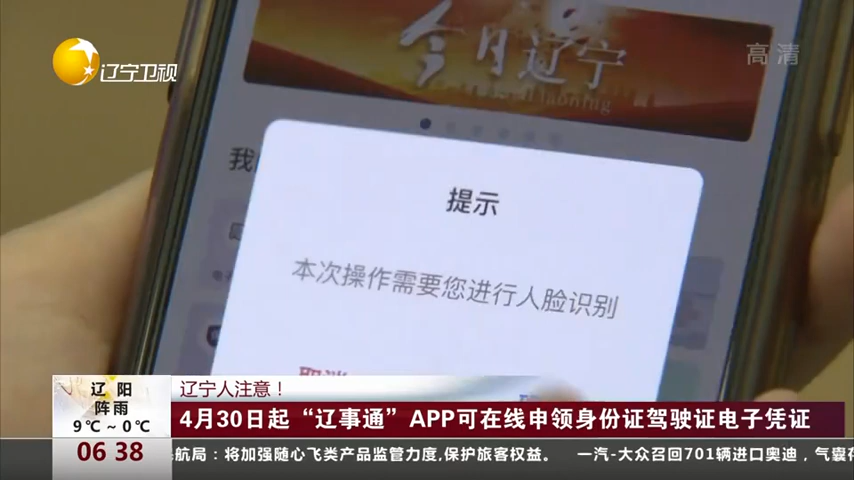 今日辽宁
高清
辽宁卫视
提示
本次操作需要您进行人脸识别
取消
辽阳
阵雨
9℃~0℃
06 38
辽宁人注意！
4月30日起“辽事通”APP可在线申领身份证驾驶证电子凭证
航局：将加强随心飞类产品监管力度,保护旅客权益。 一汽-大众召回701辆进口奥迪，气囊